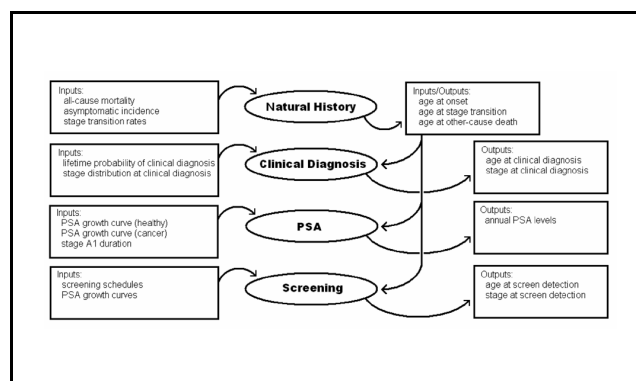 Inputs:
all-cause mortality
asymptomatic incidence
stage transition rates
Natural History
Inputs/Outputs:
age at onset
age at stage transition
age at other-cause death
Inputs:
lifetime probability of clinical diagnosis
stage distribution at clinical diagnosis
Clinical Diagnosis
Outputs:
age at clinical diagnosis
stage at clinical diagnosis
Inputs:
PSA growth curve (healthy)
PSA growth curve (cancer)
stage A1 duration
PSA
Outputs:
annual PSA levels
Inputs:
screening schedules
PSA growth curves
Screening
Outputs:
age at screen detection
stage at screen detection